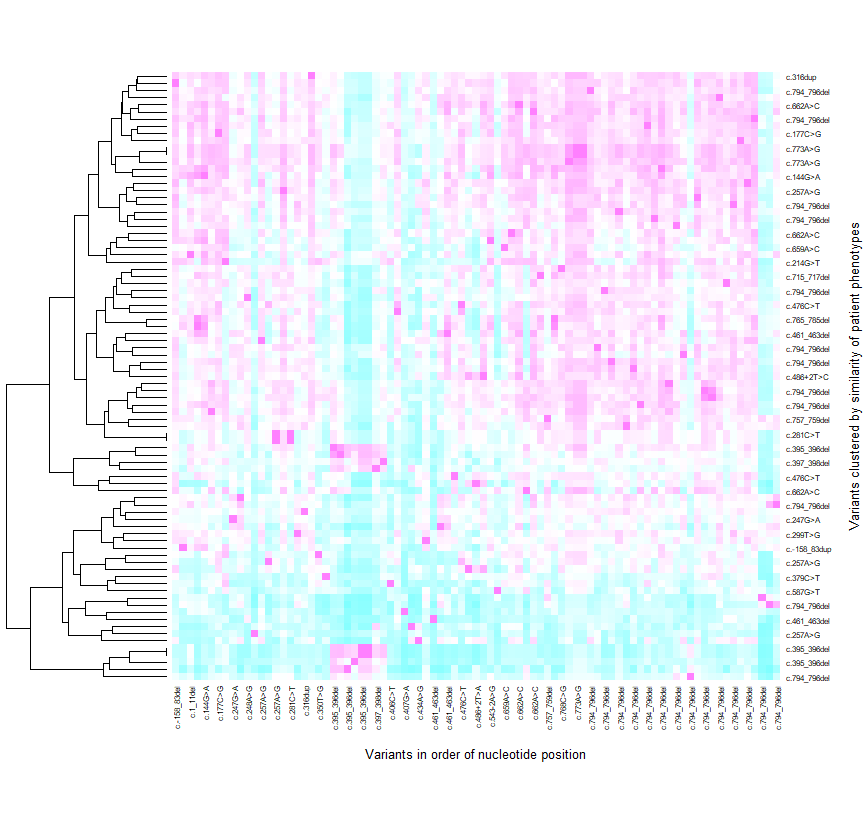 c.316dup
c.794_796del
c.662A>C
c.794_796del
c.177C>G
c.773A>G
c.773A>G
c.144G>A
c.257A>G
c.794_796del
c.794_796del
c.662A>C
c.659A>C
c.214G>T
c.715_717del
c.794_796del
c.476C>T
c.765_785del
c.461_463del
c.794_796del
c.794_796del
c.486+2T>C
c.794_796del
c.794_796del
c.757_759del
c.281C>T
c.395_396del
c.397_398del
c.476C>T
c.662A>C
c.794_796del
c.247G>A
c.299T>G
c.-158_83dup
c.257A>G
c.379C>T
c.587G>T
c.794_796del
c.461_463del
c.257A>G
c.395_396del
c.395_396del
c.794_796del
Variants clustered by similarity of patient phenotypes
c.-158_83del
c.1_11del
c.144G>A
c.177C>G
c.247G>A
c.248A>G
c.257A>G
c.257A>G
c.281C>T
c.316dup
c.350T>G
c.395_396del
c.395_396del
c.395_396del
c.397_398del
c.406C>T
c.407G>A
c.434A>G
c.461_463del
c.461_463del
c.476C>T
c.486+2T>A
c.543-2A>G
c.659A>C
c.662A>C
c.662A>C
c.757_759del
c.769C>G
c.773A>G
c.794_796del
c.794_796del
c.794_796del
c.794_796del
c.794_796del
c.794_796del
c.794_796del
c.794_796del
c.794_796del
c.794_796del
c.794_796del
c.794_796del
c.794_796del
c.794_796del
Variants in order of nucleotide position